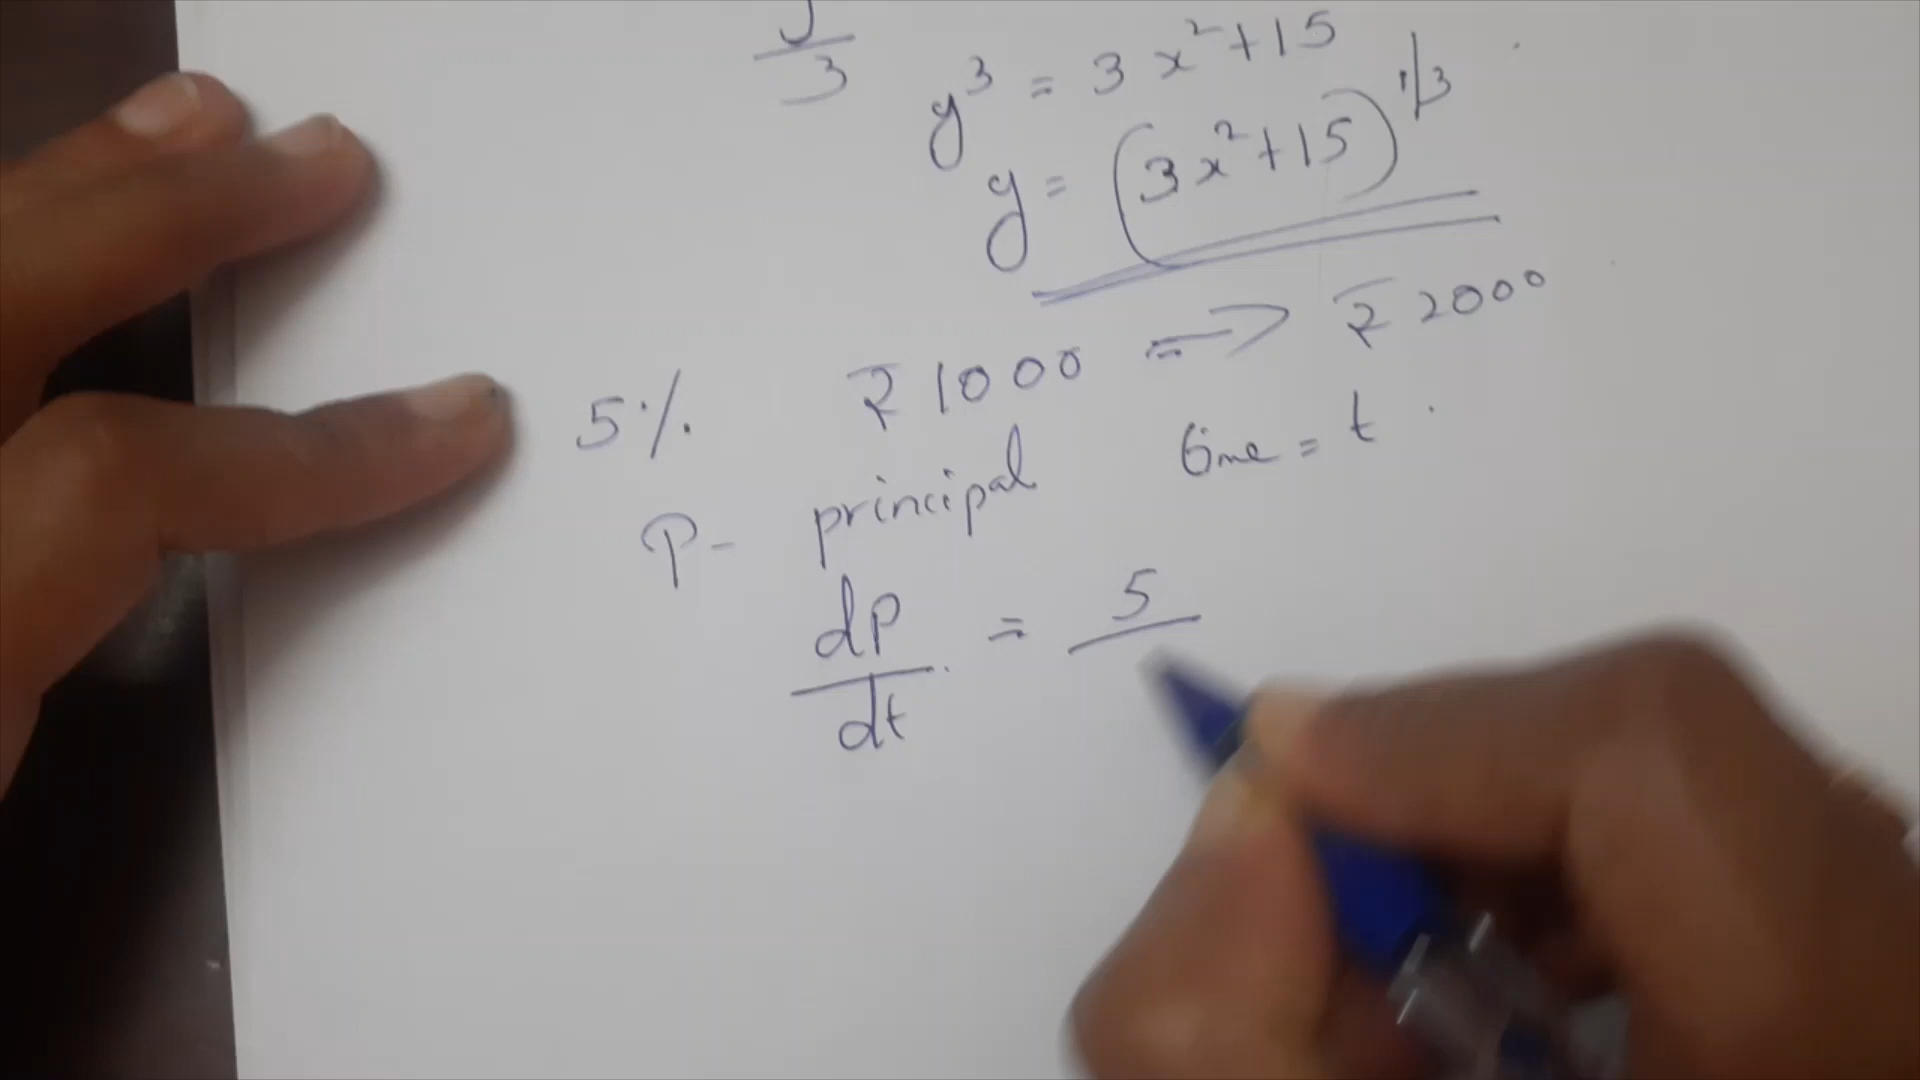 3
y³ = 3x²+15
y = (3x²+15)^1/3
5% ₹1000 => ₹2000
P- principal time = t
dP/dt = 5